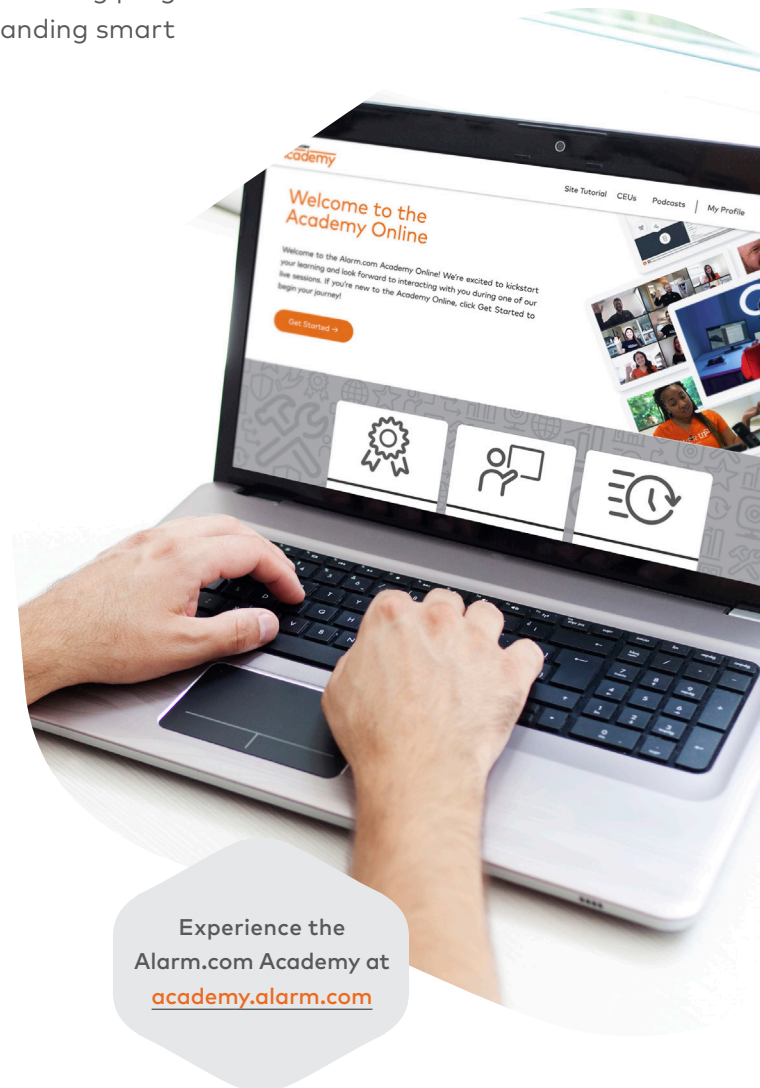 anding smart
cademy
Site Tutorial CEUs Podcasts | My Profile
Welcome to the
Academy Online
Welcome to the Alarm.com Academy Online! We're excited to kickstart
your learning and look forward to interacting with you during one of our
live sessions. If you're new to the Academy Online, click Get Started to
begin your journey!
Get Started →
Experience the
Alarm.com Academy at
academy.alarm.com